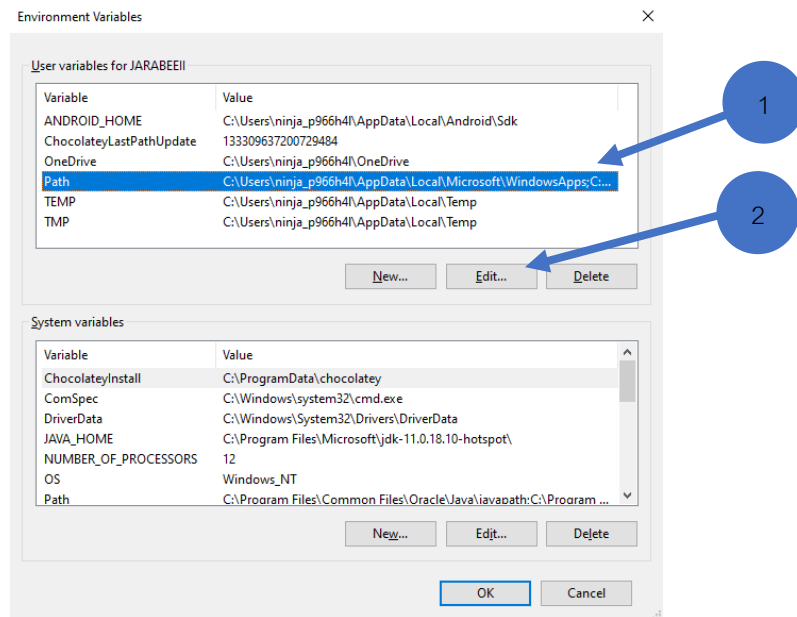 Environment Variables
User variables for JARABEEII
Variable Value
ANDROID_HOME C:\Users\ninja_p966h4l\AppData\Local\Android\Sdk
ChocolateyLastPathUpdate 133309637200729484
OneDrive C:\Users\ninja_p966h4l\OneDrive
Path C:\Users\ninja_p966h4l\AppData\Local\Microsoft\WindowsApps;C:...
TEMP C:\Users\ninja_p966h4l\AppData\Local\Temp
TMP C:\Users\ninja_p966h4l\AppData\Local\Temp
1
2
New... Edit... Delete
System variables
Variable Value
ChocolateyInstall C:\ProgramData\chocolatey
ComSpec C:\Windows\system32\cmd.exe
DriverData C:\Windows\System32\Drivers\DriverData
JAVA_HOME C:\Program Files\Microsoft\jdk-11.0.18.10-hotspot\
NUMBER_OF_PROCESSORS 12
OS Windows_NT
Path C:\Program Files\Common Files\Oracle\Java\javapath;C:\Program ...
New... Edit... Delete
OK Cancel